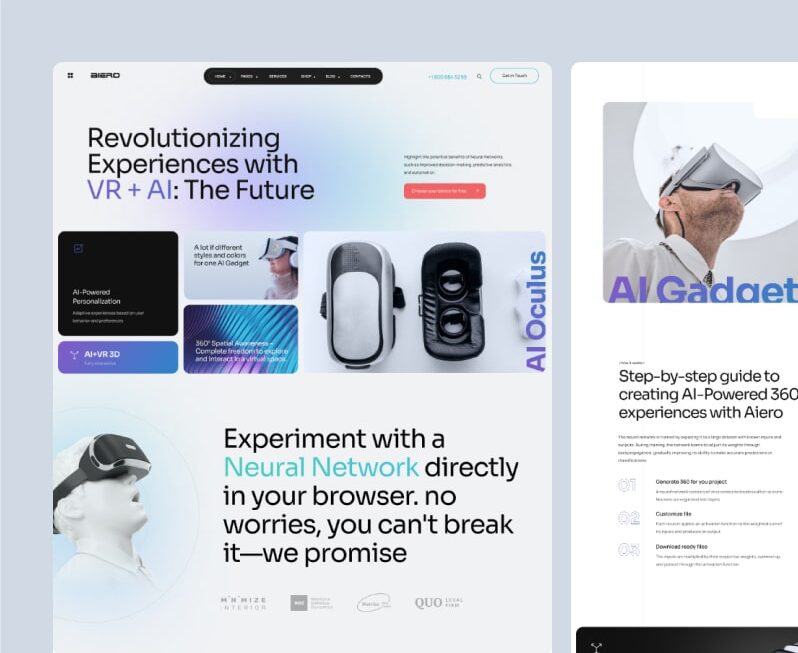 AIERO
HOME PAGES SERVICES SHOP BLOG CONTACTS
+1 800 684 52 59
Get in Touch
Revolutionizing
Experiences with
VR + AI: The Future
Highlight the potential benefits of Neural Networks,
such as improved decision-making, predictive analytics,
and automation.
Choose your service for free
AI-Powered
Personalization
Adaptive experiences based on user
behavior and preferences
AI+VR 3D
A lot if different
styles and colors
for one AI Gadget
360° Spatial Awareness –
Complete freedom to explore
and interact in a virtual space.
AI Oculus
Experiment with a
Neural Network directly
in your browser. no
worries, you can't break
it—we promise
M N MIZE
INTERIOR
QUO LEGAL
FIRM
AI Gadget
Step-by-step guide to
creating AI-Powered 360
experiences with Aiero
The neural network is trained by exposing it to a large dataset with known inputs and
outputs. During training, the network learns to adjust its weights through
backpropagation, gradually improving its ability to make accurate predictions or
classifications.
01
Generate 360 for you project
02
Customize file
03
Download ready files